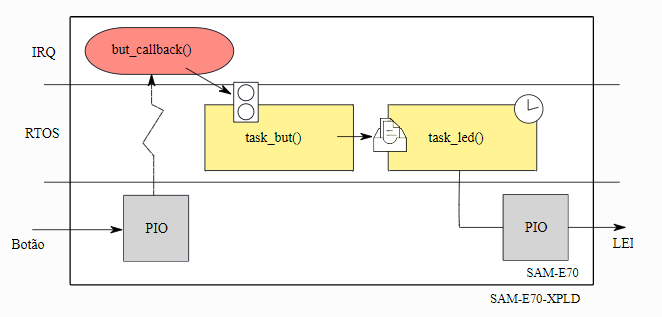 IRQ
but_callback()
RTOS
task_but()
task_led()
PIO
PIO
Botão
LEI
SAM-E70
SAM-E70-XPLD